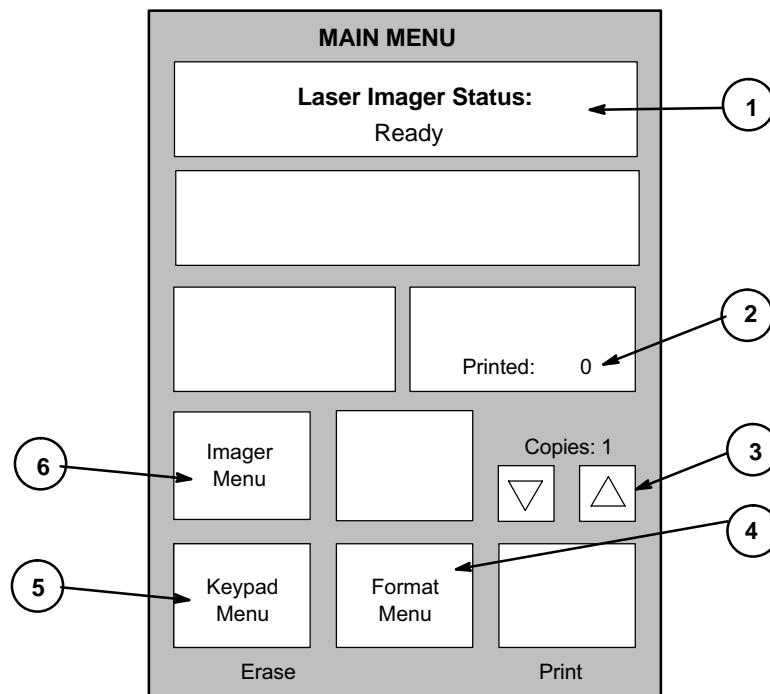 MAIN MENU
Laser Imager Status:
Ready
1
2
Printed: 0
Imager
Menu
Copies: 1
3
6
4
5
Keypad
Menu
Format
Menu
Erase
Print